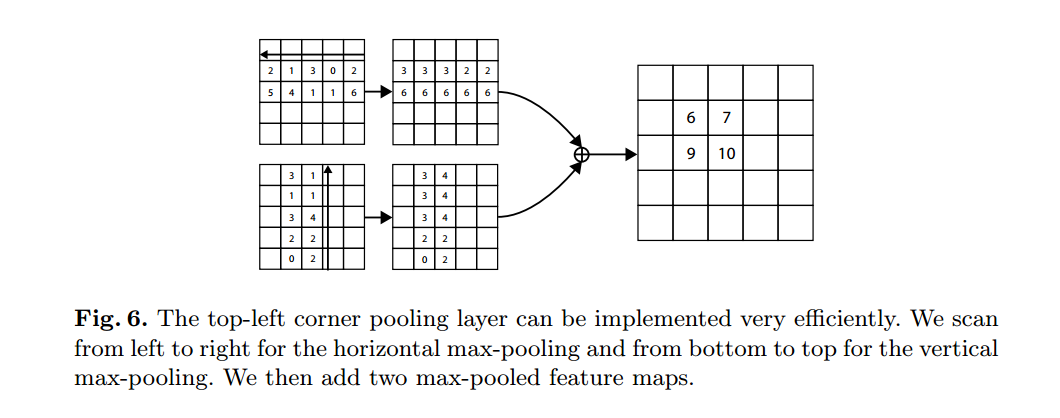 2 1 3 0 2
5 4 1 1 6
3 3 3 2 2
6 6 6 6 6
3 1
1 1
3 4
2 2
0 2
3 4
3 4
3 4
2 2
0 2
6 7
9 10
Fig. 6. The top-left corner pooling layer can be implemented very efficiently. We scan
from left to right for the horizontal max-pooling and from bottom to top for the vertical
max-pooling. We then add two max-pooled feature maps.